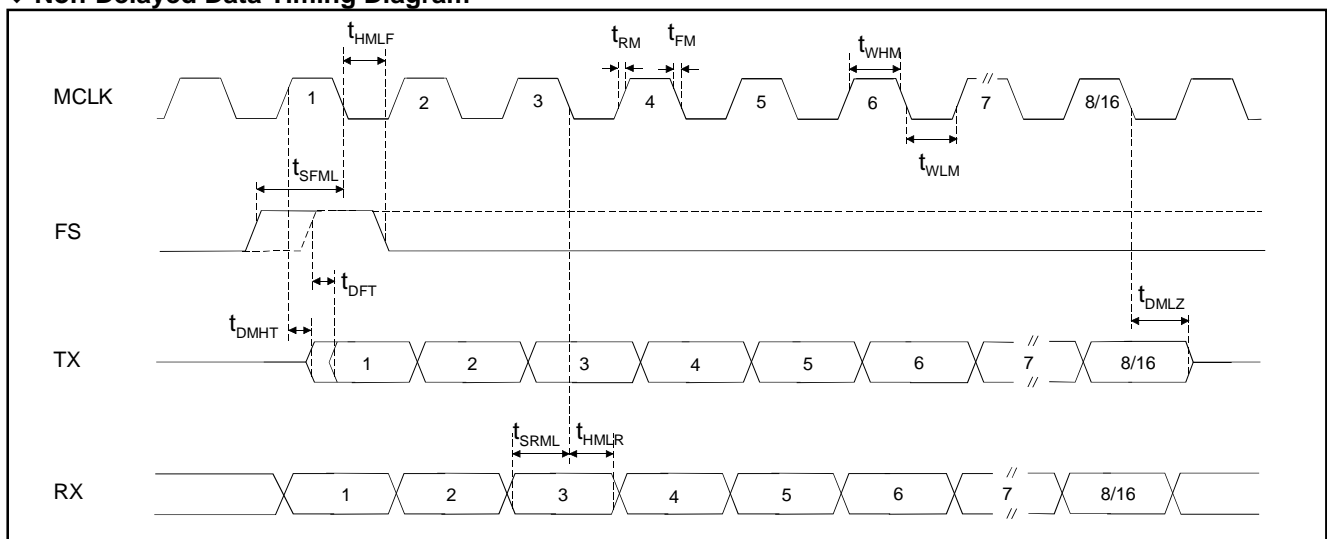 Non-Delayed Data Timing Diagram
tHMLF tRM tFM tWHM
MCLK 1 2 3 4 5 6 // 7 8/16
tSFML tWLM
FS
tDFT tDMLZ
tDMHT
TX 1 2 3 4 5 6 // 7 // 8/16
tSRML tHMLR
RX 1 2 3 4 5 6 // 7 // 8/16